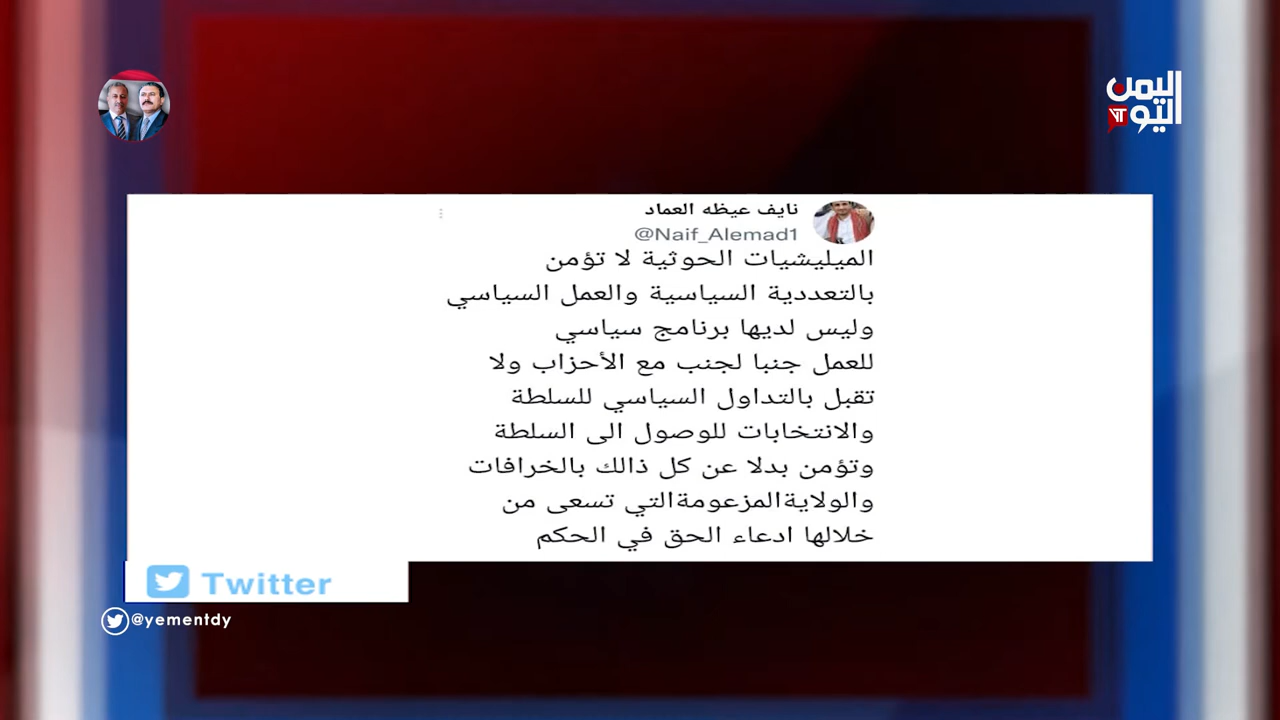 اليمن
اليوم
YT
نايف عيظه العماد
@Naif_Alemad1
الميليشيات الحوثية لا تؤمن
بالتعددية السياسية والعمل السياسي
وليس لديها برنامج سياسي
للعمل جنبا لجنب مع الأحزاب ولا
تقبل بالتداول السياسي للسلطة
والانتخابات للوصول الى السلطة
وتؤمن بدلا عن كل ذالك بالخرافات
والولايةالمزعومةالتي تسعى من
خلالها ادعاء الحق في الحكم
Twitter
@yementdy